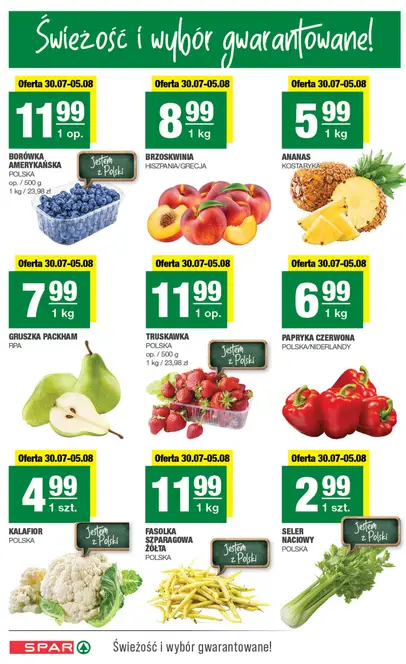 Świeżość i wybór gwarantowane!
Oferta 30.07-05.08
11 99
1 op.
BORÓWKA
AMERYKAŃSKA
POLSKA
op. / 500 g
1 kg / 23,98 zł
Jestem
z Polski
Oferta 30.07-05.08
8 99
1 kg
BRZOSKWINIA
HISZPANIA/GRECJA
Oferta 30.07-05.08
5 99
1 kg
ANANAS
KOSTARYKA
Oferta 30.07-05.08
7 99
1 kg
GRUSZKA PACKHAM
RPA
Oferta 30.07-05.08
11 99
1 op.
TRUSKAWKA
POLSKA
op. / 500 g
1 kg / 23,98 zł
Jestem
z Polski
Oferta 30.07-05.08
6 99
1 kg
PAPRYKA CZERWONA
POLSKA/NIDERLANDY
Oferta 30.07-05.08
4 99
1 szt.
KALAFIOR
POLSKA
Jestem
z Polski
Oferta 30.07-05.08
11 99
1 kg
FASOLKA
SZPARAGOWA
ŻÓŁTA
POLSKA
Jestem
z Polski
Oferta 30.07-05.08
2 99
1 szt.
SELER
NACIOWY
POLSKA
Jestem
z Polski
SPAR
Świeżość i wybór gwarantowane!